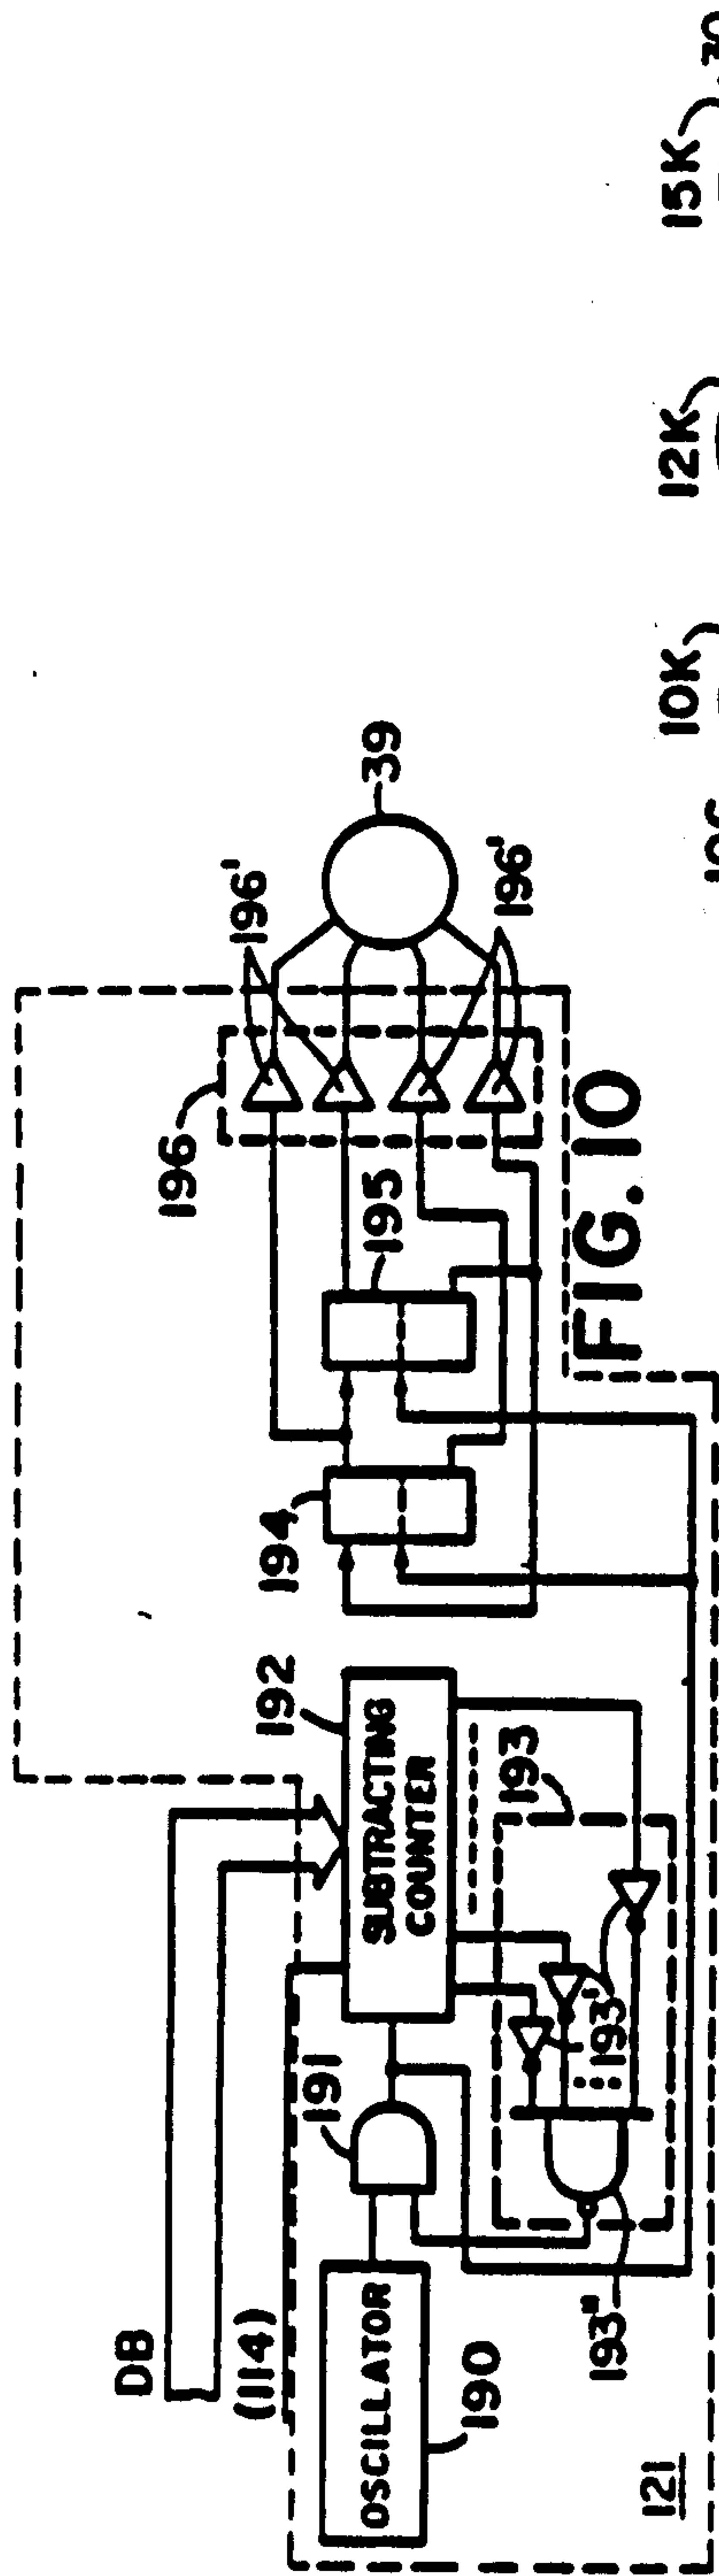 DB
(114)
OSCILLATOR
190
191
192
SUBTRACTING
COUNTER
193
193'
193"
121
194
195
196
196'
196'
39
FIG. 10
10K
12K
15K